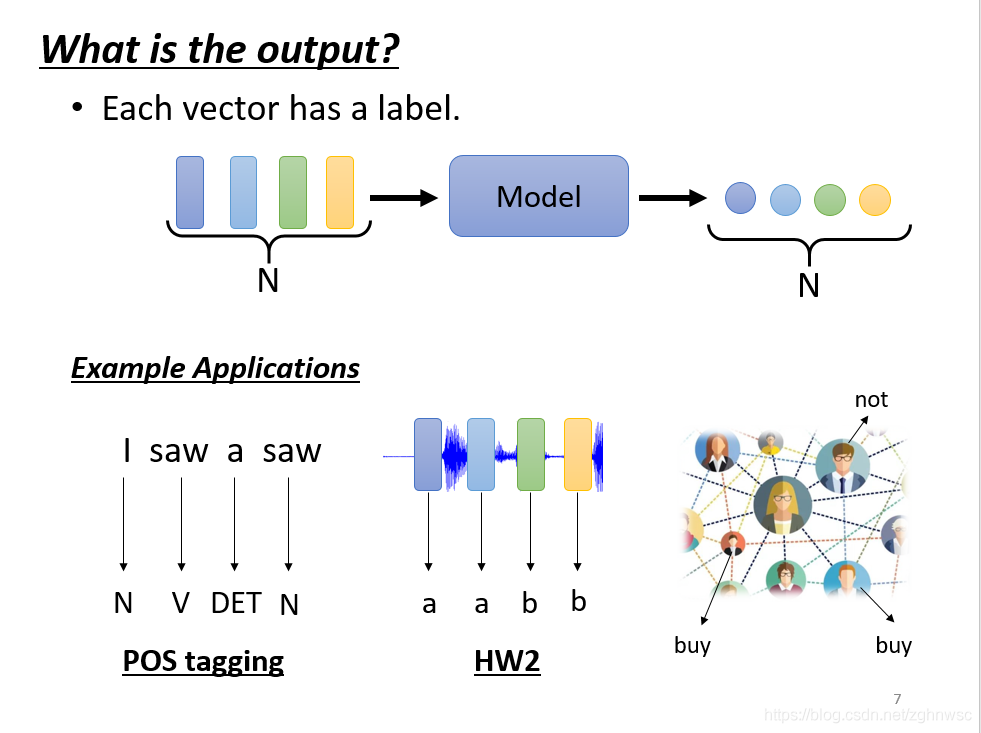 What is the output?
• Each vector has a label.
Model
N
N
Example Applications
not
I saw a saw
N V DET N
a a b b
buy
buy
POS tagging
HW2
7
https://blog.csdn.net/zghnwsc